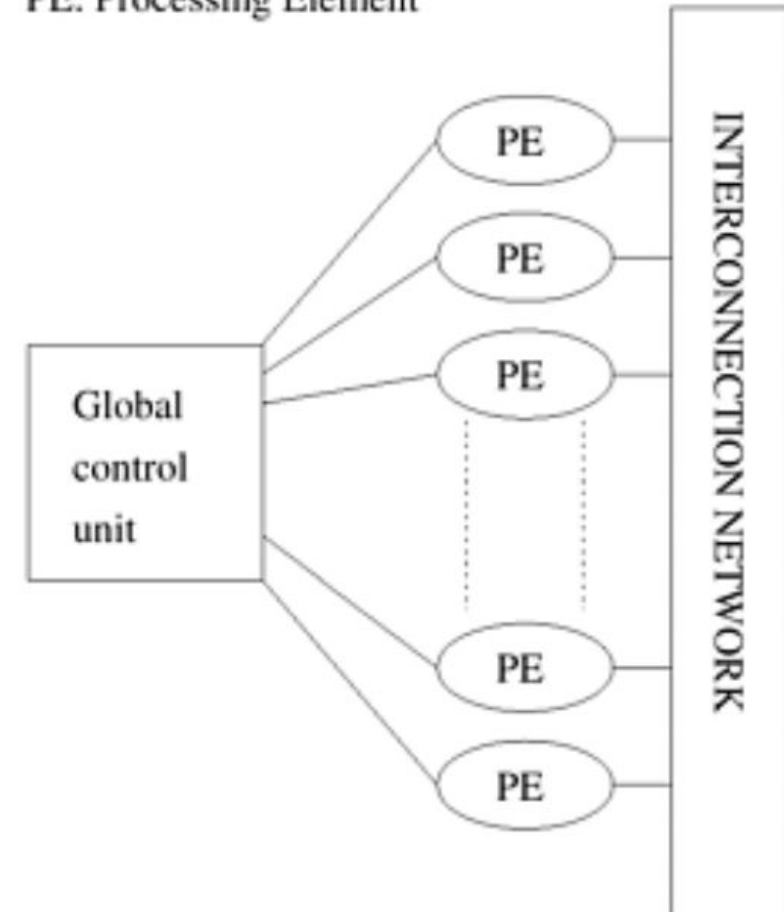 PE: Processing Element
PE
PE
PE
Global
control
unit
PE
PE
INTERCONNECTION NETWORK